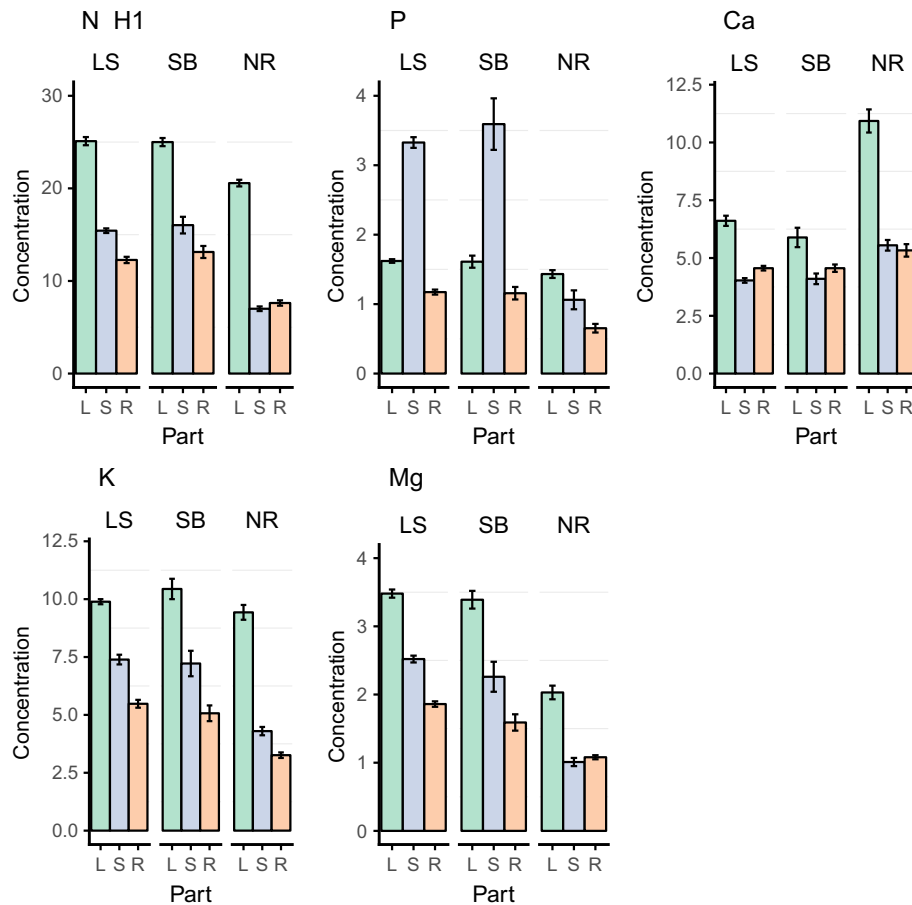 N H1
P
Ca
LS SB NR
LS SB NR
LS SB NR
Concentration
30
20
10
0
Concentration
4
3
2
1
0
Concentration
12.5
10.0
7.5
5.0
2.5
0.0
L S R L S R L S R
L S R L S R L S R
L S R L S R L S R
Part
Part
Part
K
Mg
LS SB NR
LS SB NR
Concentration
12.5
10.0
7.5
5.0
2.5
0.0
Concentration
4
3
2
1
0
L S R L S R L S R
L S R L S R L S R
Part
Part